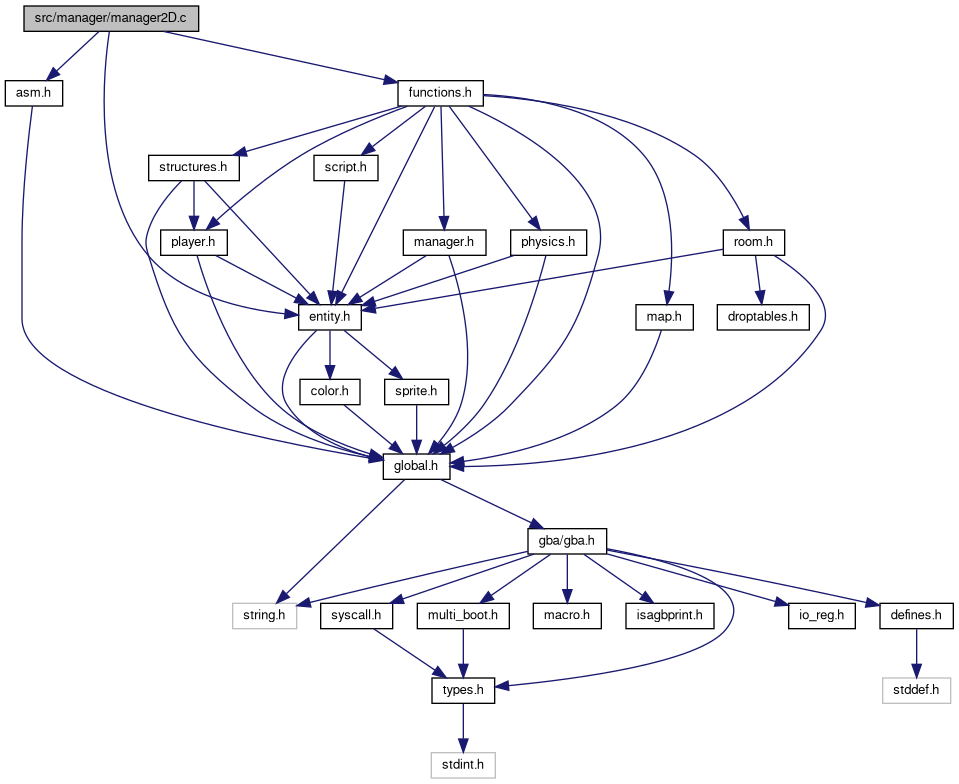 src/manager/manager2D.c
asm.h
functions.h
structures.h
script.h
player.h
manager.h
physics.h
room.h
entity.h
map.h
droptables.h
color.h
sprite.h
global.h
gba/gba.h
string.h
syscall.h
multi_boot.h
macro.h
isagbprint.h
io_reg.h
defines.h
types.h
stddef.h
stdint.h